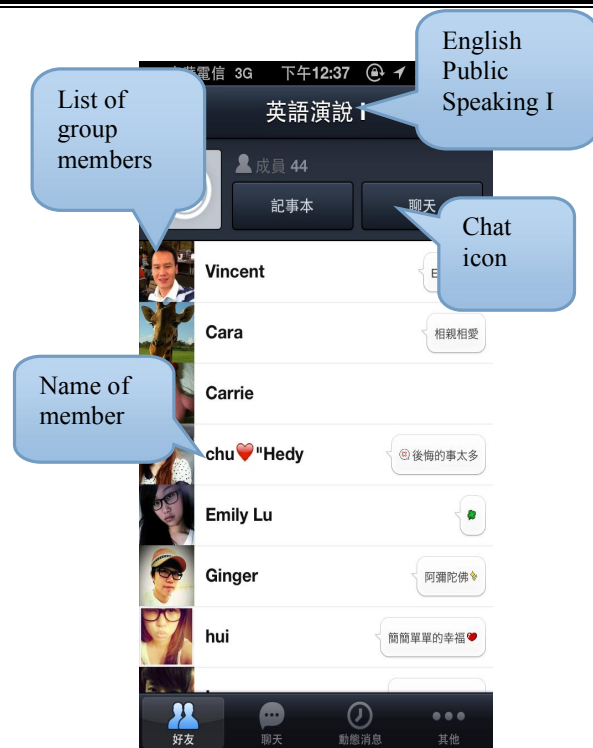 English
Public
Speaking I
電信 3G 下午12:37
List of
group
members
英語演說 I
成員 44
記事本
聊天
Chat
icon
Vincent
E
Cara
相親相愛
Name of
member
Carrie
chu❤️"Hedy
後悔的事太多
Emily Lu
Ginger
阿彌陀佛
hui
簡簡單單的幸福
好友
聊天
動態消息
其他